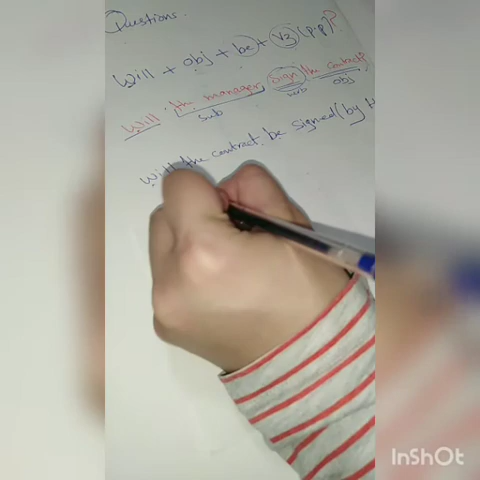 Questions.
Will + obj + be + V3 (p.p)?
Will the manager sign the contract?
sub verb obj
Will the contract be signed (by
InShOt